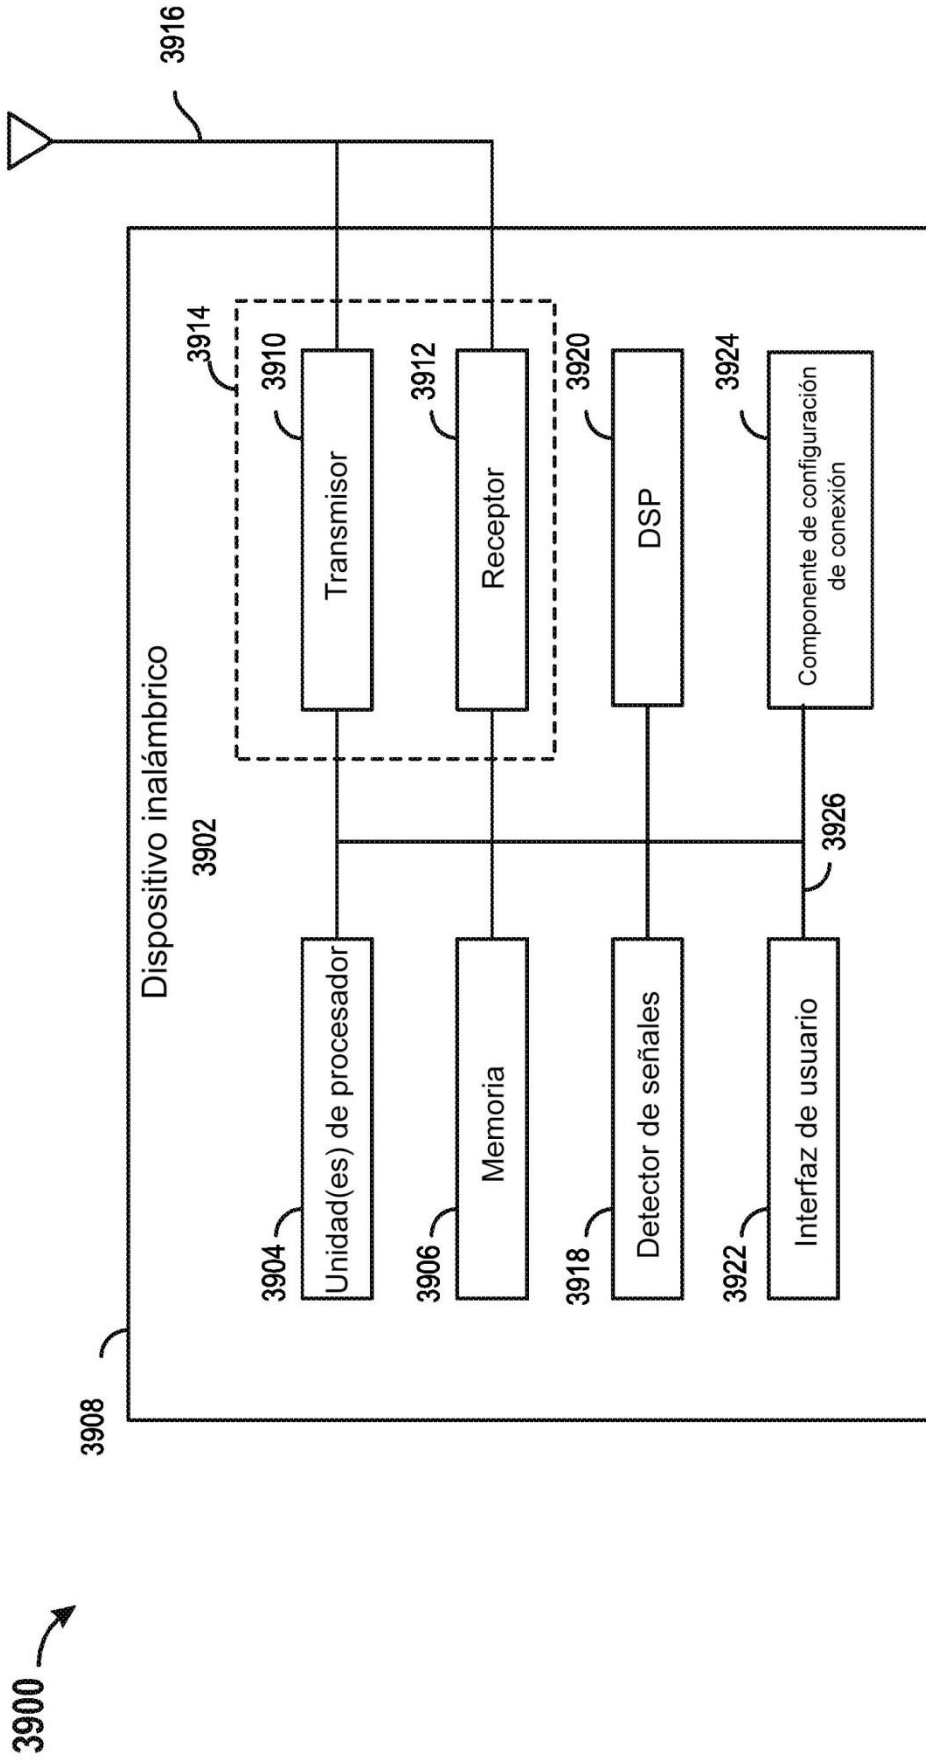 3900
3908
Dispositivo inalámbrico
3902
3916
3914
3904
Unidad(es) de procesador
3910
Transmisor
3906
Memoria
3912
Receptor
3918
Detector de señales
3920
DSP
3922
Interfaz de usuario
3926
3924
Componente de configuración
de conexión